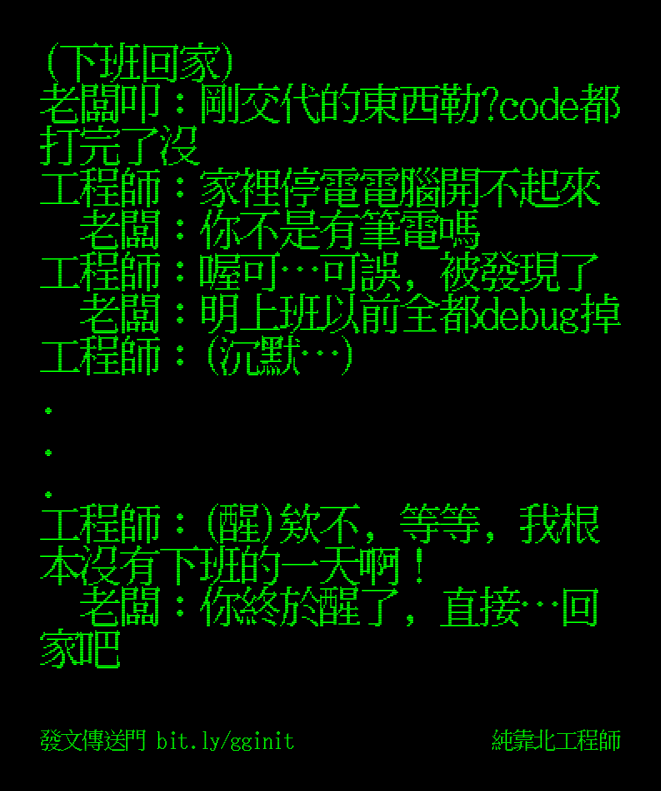 (下班回家)
老闆叩：剛交代的東西勒?code都
打完了沒
工程師：家裡停電電腦開不起來
老闆：你不是有筆電嗎
工程師：喔可…可誤, 被發現了
老闆：明上班以前全都debug掉
工程師：(沉默…)
.
.
.
工程師：(醒)欸不, 等等, 我根
本沒有下班的一天啊！
老闆：你終於醒了, 直接…回
家吧
發文傳送門 bit.ly/gginit
純靠北工程師